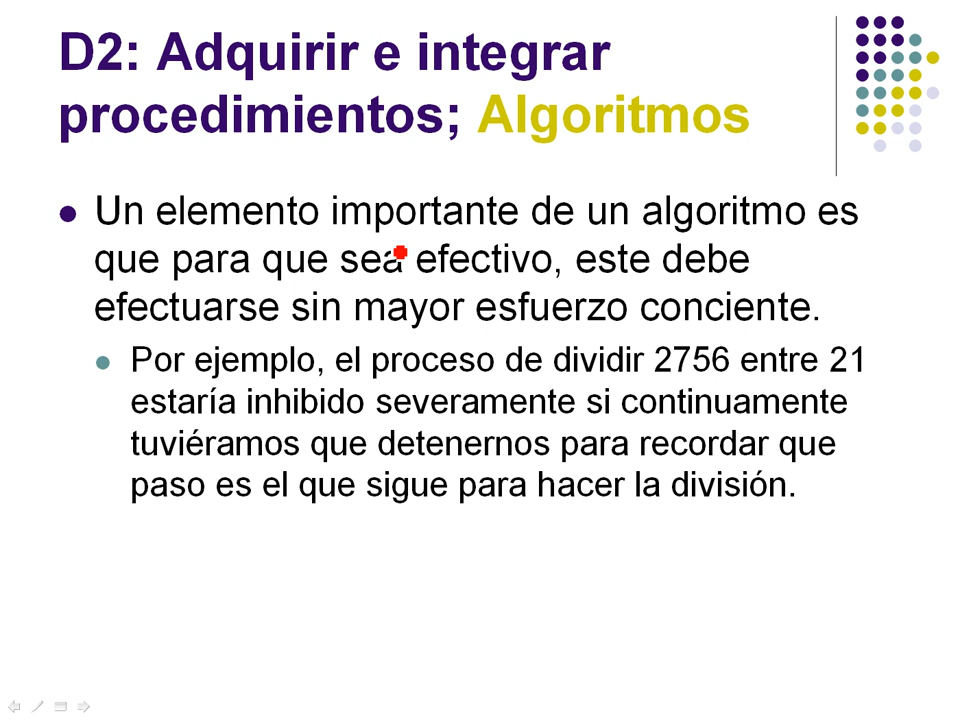 D2: Adquirir e integrar
procedimientos; Algoritmos
Un elemento importante de un algoritmo es
que para que sea efectivo, este debe
efectuarse sin mayor esfuerzo conciente.
Por ejemplo, el proceso de dividir 2756 entre 21
estaría inhibido severamente si continuamente
tuviéramos que detenernos para recordar que
paso es el que sigue para hacer la división.